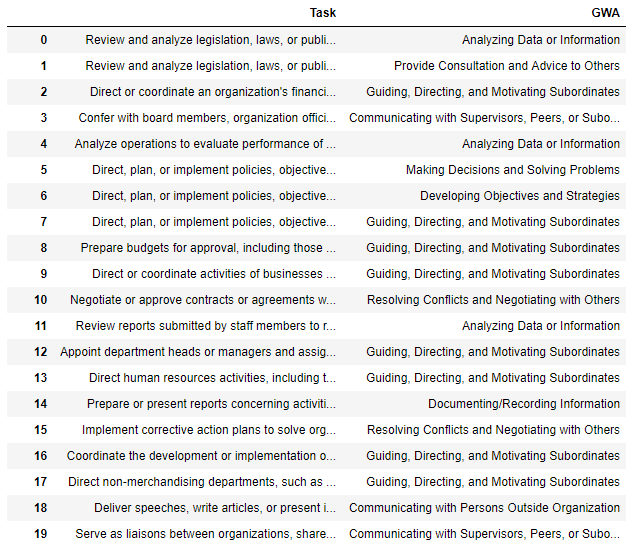 Task GWA
0 Review and analyze legislation, laws, or publi... Analyzing Data or Information
1 Review and analyze legislation, laws, or publi... Provide Consultation and Advice to Others
2 Direct or coordinate an organization's financi... Guiding, Directing, and Motivating Subordinates
3 Confer with board members, organization offici... Communicating with Supervisors, Peers, or Subo...
4 Analyze operations to evaluate performance of ... Analyzing Data or Information
5 Direct, plan, or implement policies, objective... Making Decisions and Solving Problems
6 Direct, plan, or implement policies, objective... Developing Objectives and Strategies
7 Direct, plan, or implement policies, objective... Guiding, Directing, and Motivating Subordinates
8 Prepare budgets for approval, including those ... Guiding, Directing, and Motivating Subordinates
9 Direct or coordinate activities of businesses ... Guiding, Directing, and Motivating Subordinates
10 Negotiate or approve contracts or agreements w... Resolving Conflicts and Negotiating with Others
11 Review reports submitted by staff members to r... Analyzing Data or Information
12 Appoint department heads or managers and assig... Guiding, Directing, and Motivating Subordinates
13 Direct human resources activities, including t... Guiding, Directing, and Motivating Subordinates
14 Prepare or present reports concerning activiti... Documenting/Recording Information
15 Implement corrective action plans to solve org... Resolving Conflicts and Negotiating with Others
16 Coordinate the development or implementation o... Guiding, Directing, and Motivating Subordinates
17 Direct non-merchandising departments, such as ... Guiding, Directing, and Motivating Subordinates
18 Deliver speeches, write articles, or present i... Communicating with Persons Outside Organization
19 Serve as liaisons between organizations, share... Communicating with Supervisors, Peers, or Subo...